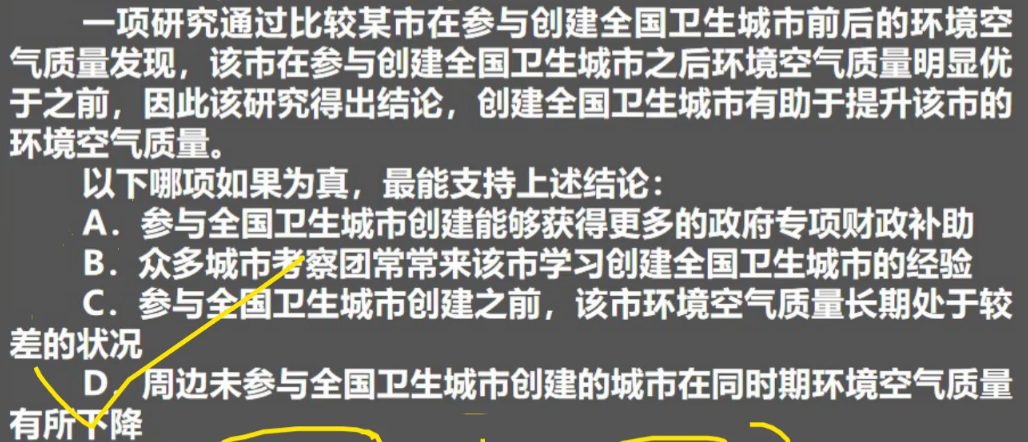 一项研究通过比较某市在参与创建全国卫生城市前后的环境空
气质量发现，该市在参与创建全国卫生城市之后环境空气质量明显优
于之前，因此该研究得出结论，创建全国卫生城市有助于提升该市的
环境空气质量。
以下哪项如果为真，最能支持上述结论：
A．参与全国卫生城市创建能够获得更多的政府专项财政补助
B．众多城市考察团常常来该市学习创建全国卫生城市的经验
C．参与全国卫生城市创建之前，该市环境空气质量长期处于较
差的状况
D．周边未参与全国卫生城市创建的城市在同时期环境空气质量
有所下降